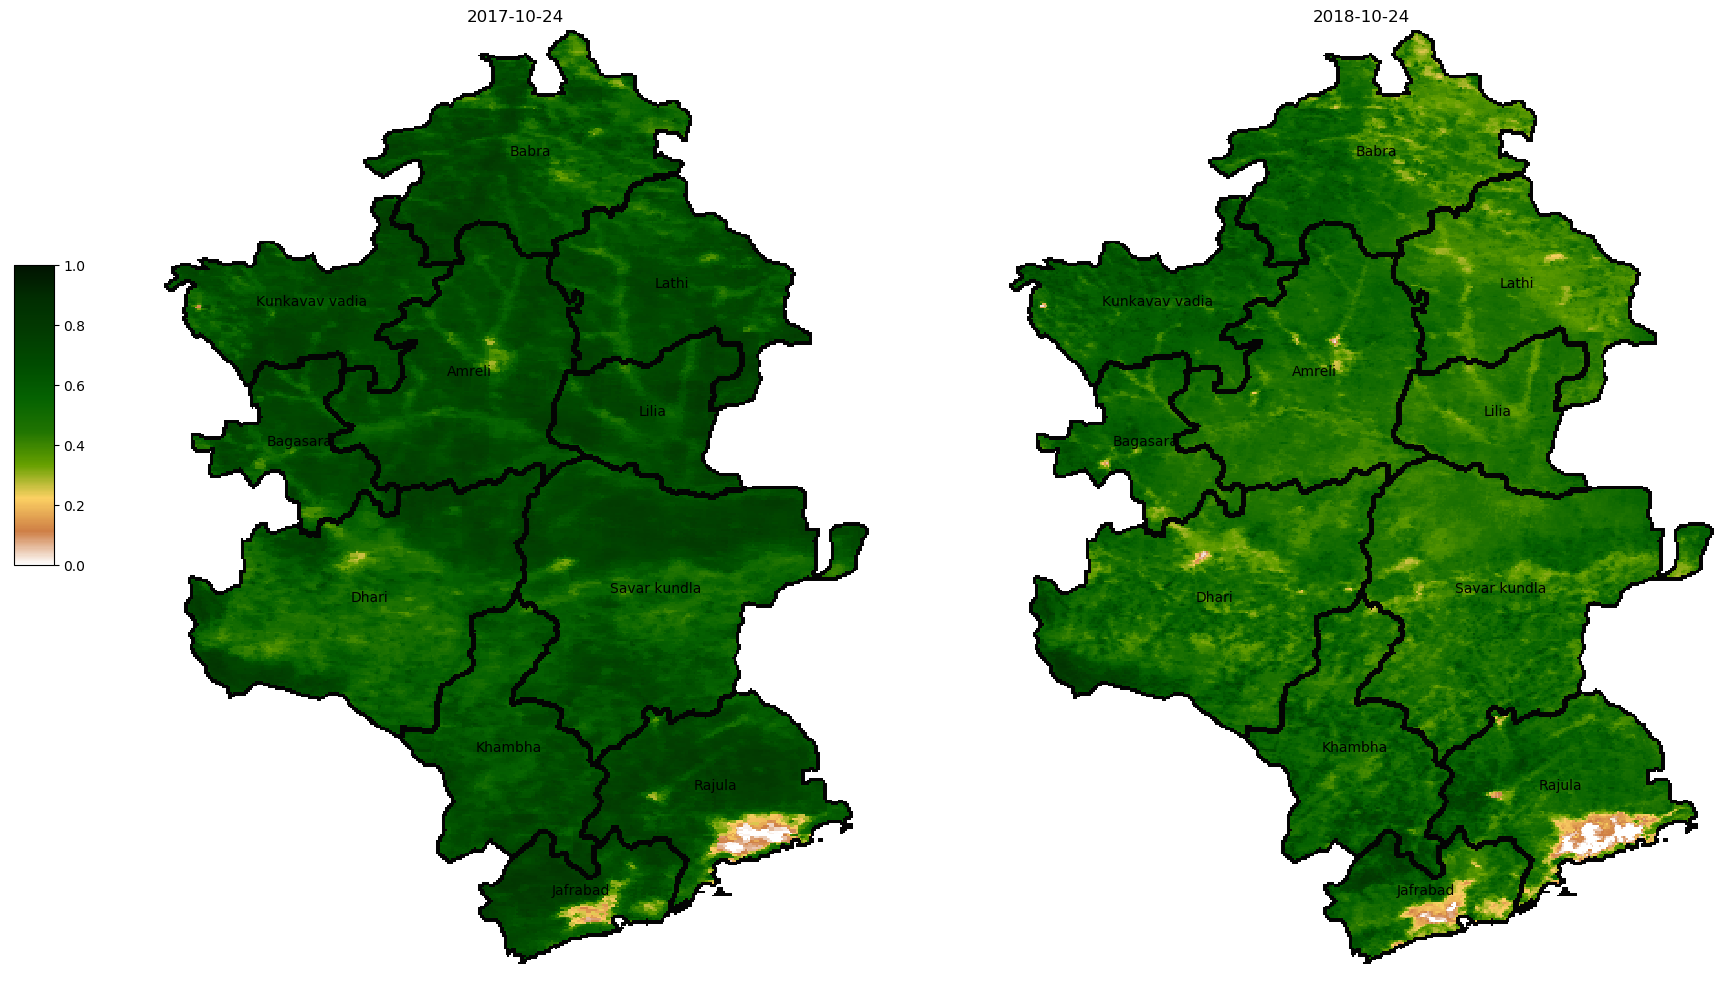 2017-10-24
2018-10-24
Babra
Lathi
Kunkavav vadia
Amreli
Lilia
Bagasara
Savar kundla
Dhari
Khambha
Rajula
Jafrabad
Babra
Lathi
Kunkavav vadia
Amreli
Lilia
Bagasara
Savar kundla
Dhari
Khambha
Rajula
Jafrabad
1.0
0.8
0.6
0.4
0.2
0.0